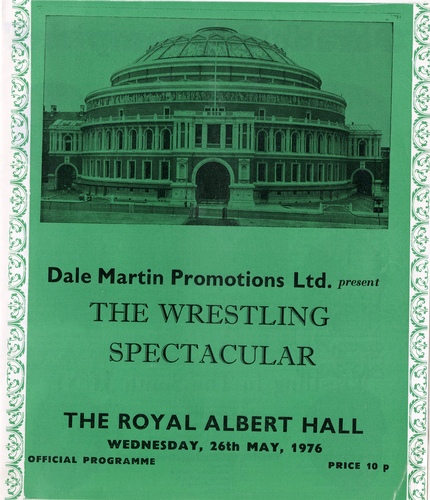 Dale Martin Promotions Ltd. present
THE WRESTLING
SPECTACULAR
THE ROYAL ALBERT HALL
WEDNESDAY, 26th MAY, 1976
OFFICIAL PROGRAMME
PRICE 10 p